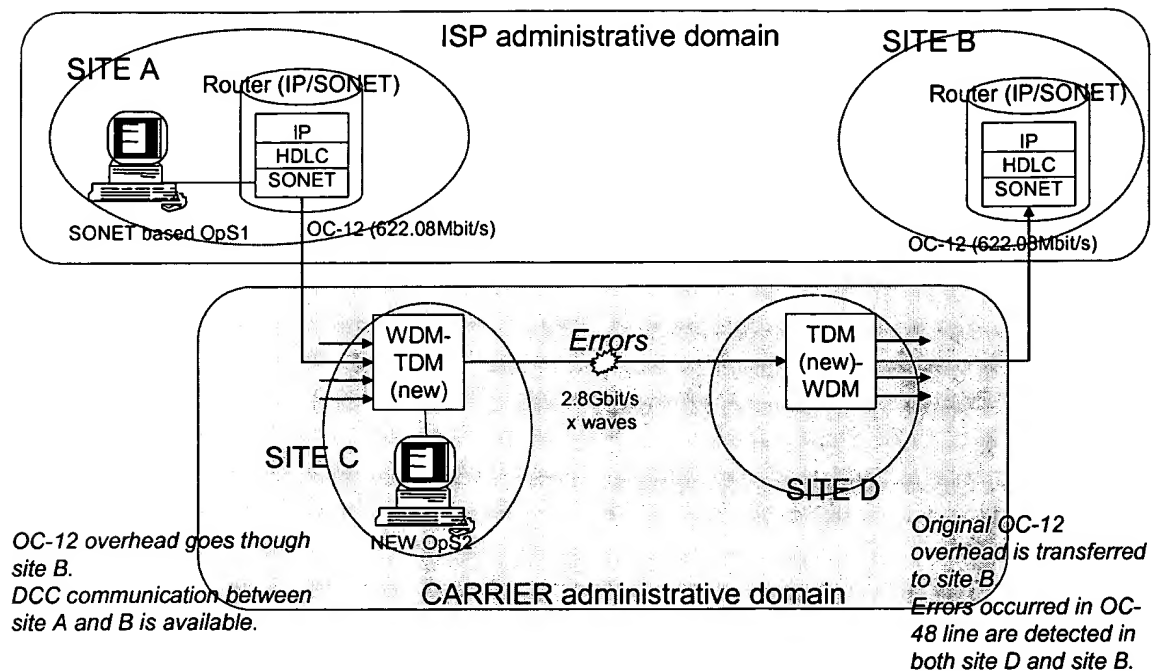 ISP administrative domain
SITE A
Router (IP/SONET)
IP
HDLC
SONET
SONET based OpS1
OC-12 (622.08Mbit/s)
SITE B
Router (IP/SONET)
IP
HDLC
SONET
OC-12 (622.08Mbit/s)
WDM-
TDM
(new)
Errors
2.8Gbit/s
x waves
TDM
(new)-
WDM
SITE C
NEW OpS2
SITE D
CARRIER administrative domain
OC-12 overhead goes though
site B.
DCC communication between
site A and B is available.
Original OC-12
overhead is transferred
to site B
Errors occurred in OC-
48 line are detected in
both site D and site B.